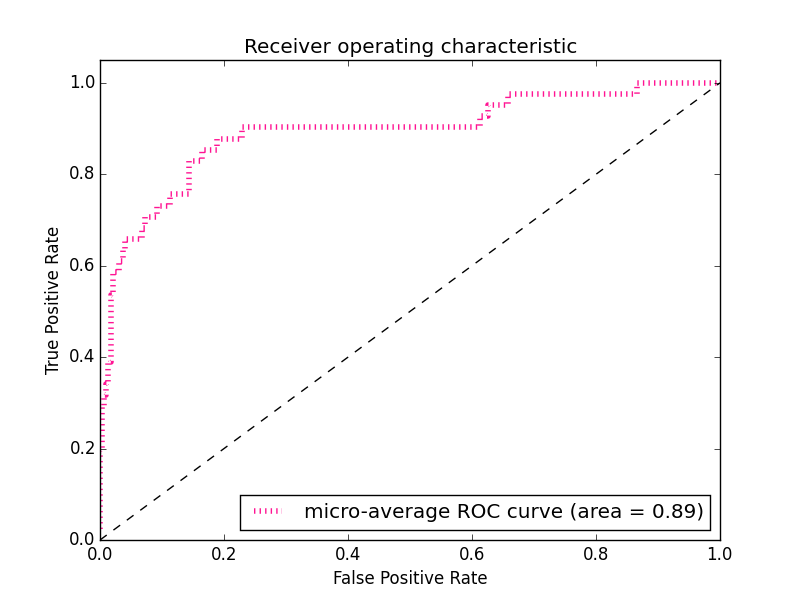 Receiver operating characteristic
1.0
0.8
0.6
0.4
0.2
0.0
True Positive Rate
micro-average ROC curve (area = 0.89)
0.0 0.2 0.4 0.6 0.8 1.0
False Positive Rate